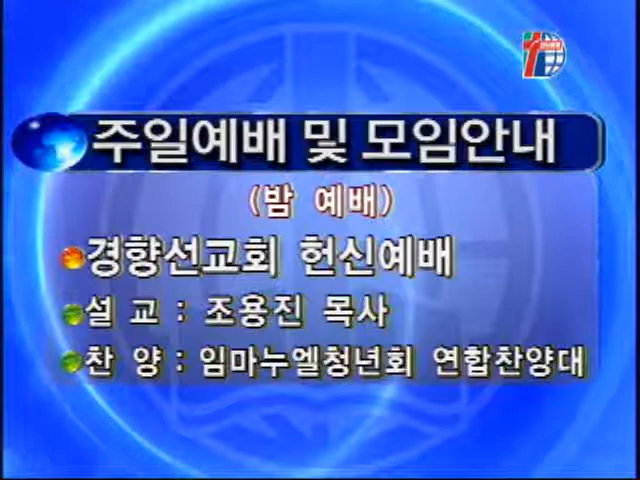 주일예배 및 모임안내
(밤 예배)
경향선교회 헌신예배
설 교 : 조용진 목사
찬 양 : 임마누엘청년회 연합찬양대